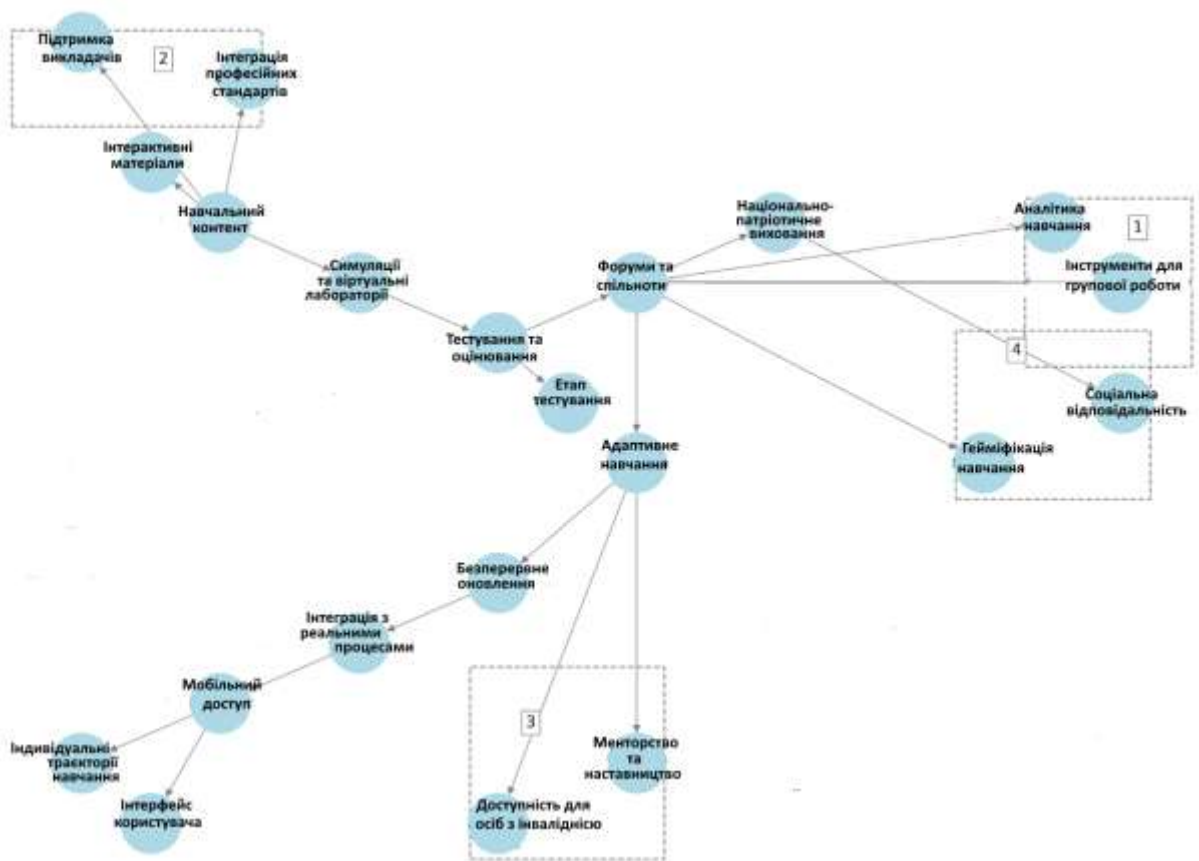 Підтримка
викладачів
2
Інтеграція
професійних
стандартів
Інтерактивні
матеріали
Навчальний
контент
Симуляції
та віртуальні
лабораторії
Тестування та
оцінювання
Етап
тестування
Форуми та
спільноти
Національно-
патріотичне
виховання
Аналітика
навчання
1
Інструменти для
групової роботи
4
Соціальна
відповідальність
Гейміфікація
навчання
Адаптивне
навчання
Безперервне
оновлення
Інтеграція з
реальними
процесами
Мобільний
доступ
Індивідуальні
траєкторії
навчання
Інтерфейс
користувача
3
Менторство
та
наставництво
Доступність для
осіб з інваліднісю